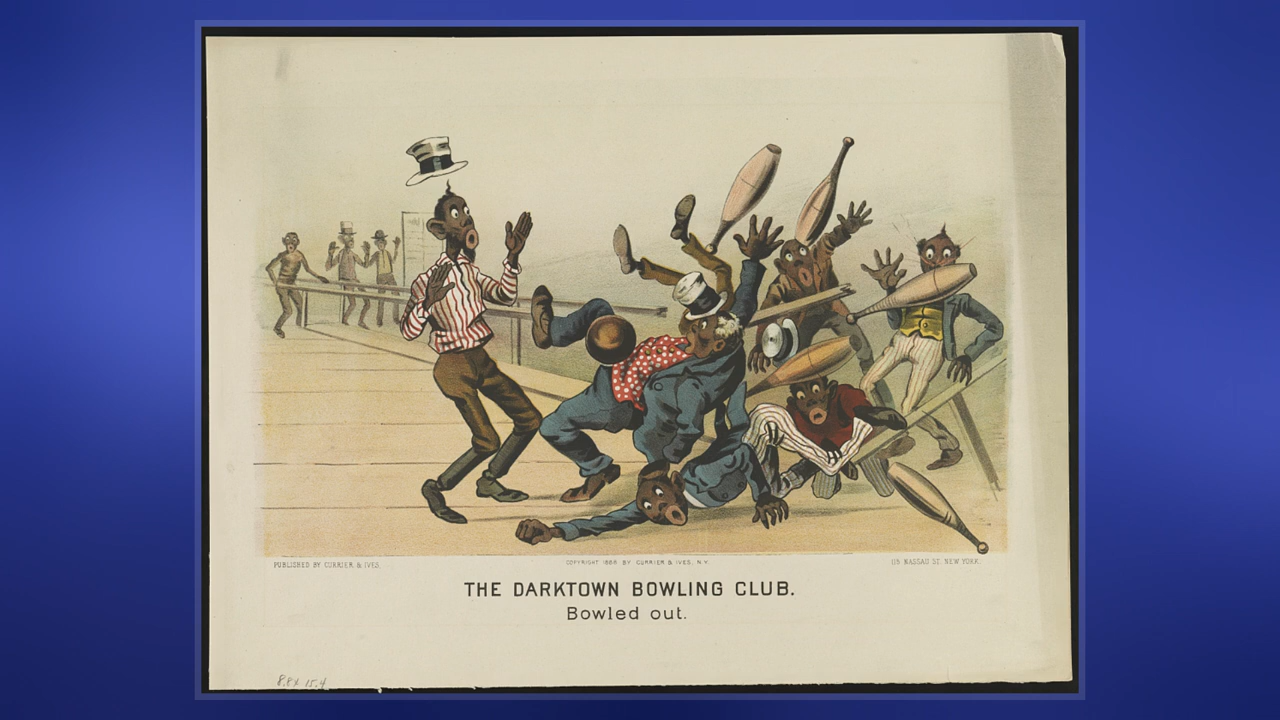 PUBLISHED BY CURRIER & IVES.
COPYRIGHT 1886 BY CURRIER & IVES, N.Y.
115 NASSAU ST. NEW YORK.
THE DARKTOWN BOWLING CLUB.
Bowled out.